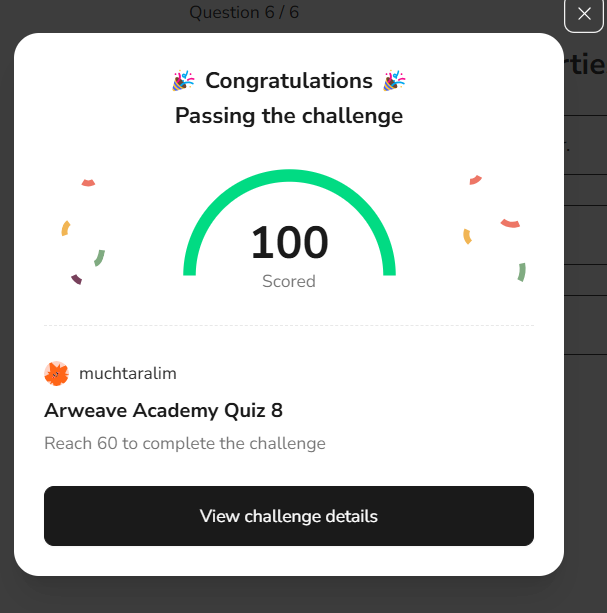 Question 6 / 6
rtie
Congratulations
Passing the challenge
100
Scored
muchtaralim
Arweave Academy Quiz 8
Reach 60 to complete the challenge
View challenge details